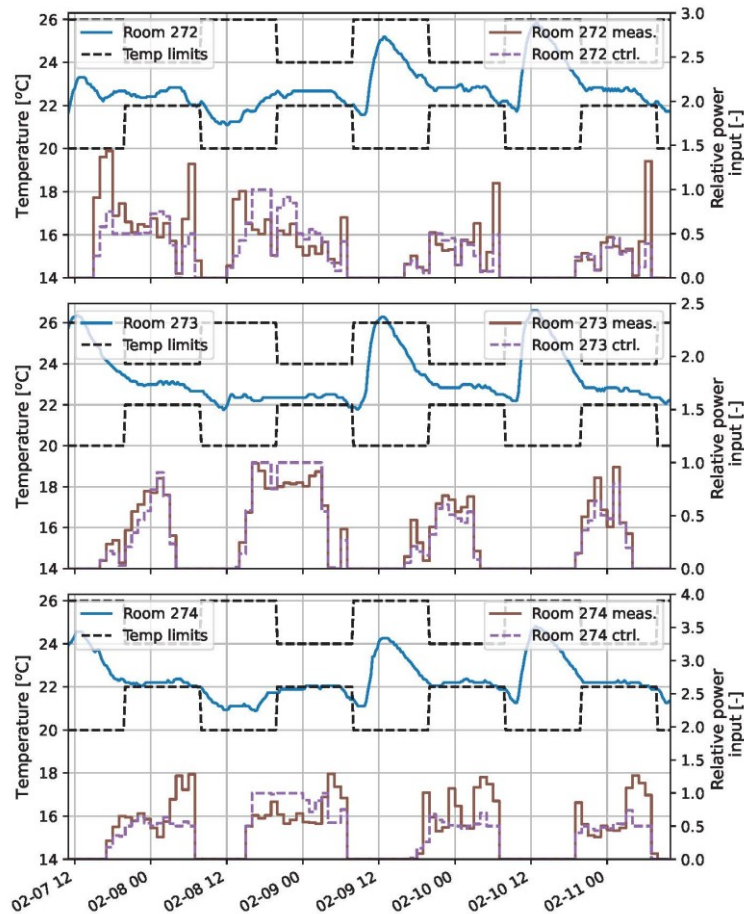 26
24
22
20
18
16
14
Temperature [°C]
Room 272
Temp limits
Room 272 meas.
Room 272 ctrl.
3.0
2.5
2.0
1.5
1.0
0.5
0.0
Relative power
input [-]
26
24
22
20
18
16
14
Temperature [°C]
Room 273
Temp limits
Room 273 meas.
Room 273 ctrl.
2.5
2.0
1.5
1.0
0.5
0.0
Relative power
input [-]
26
24
22
20
18
16
14
Temperature [°C]
Room 274
Temp limits
Room 274 meas.
Room 274 ctrl.
4.0
3.5
3.0
2.5
2.0
1.5
1.0
0.5
0.0
Relative power
input [-]
02-07 12
02-08 00
02-08 12
02-09 00
02-09 12
02-10 00
02-10 12
02-11 00